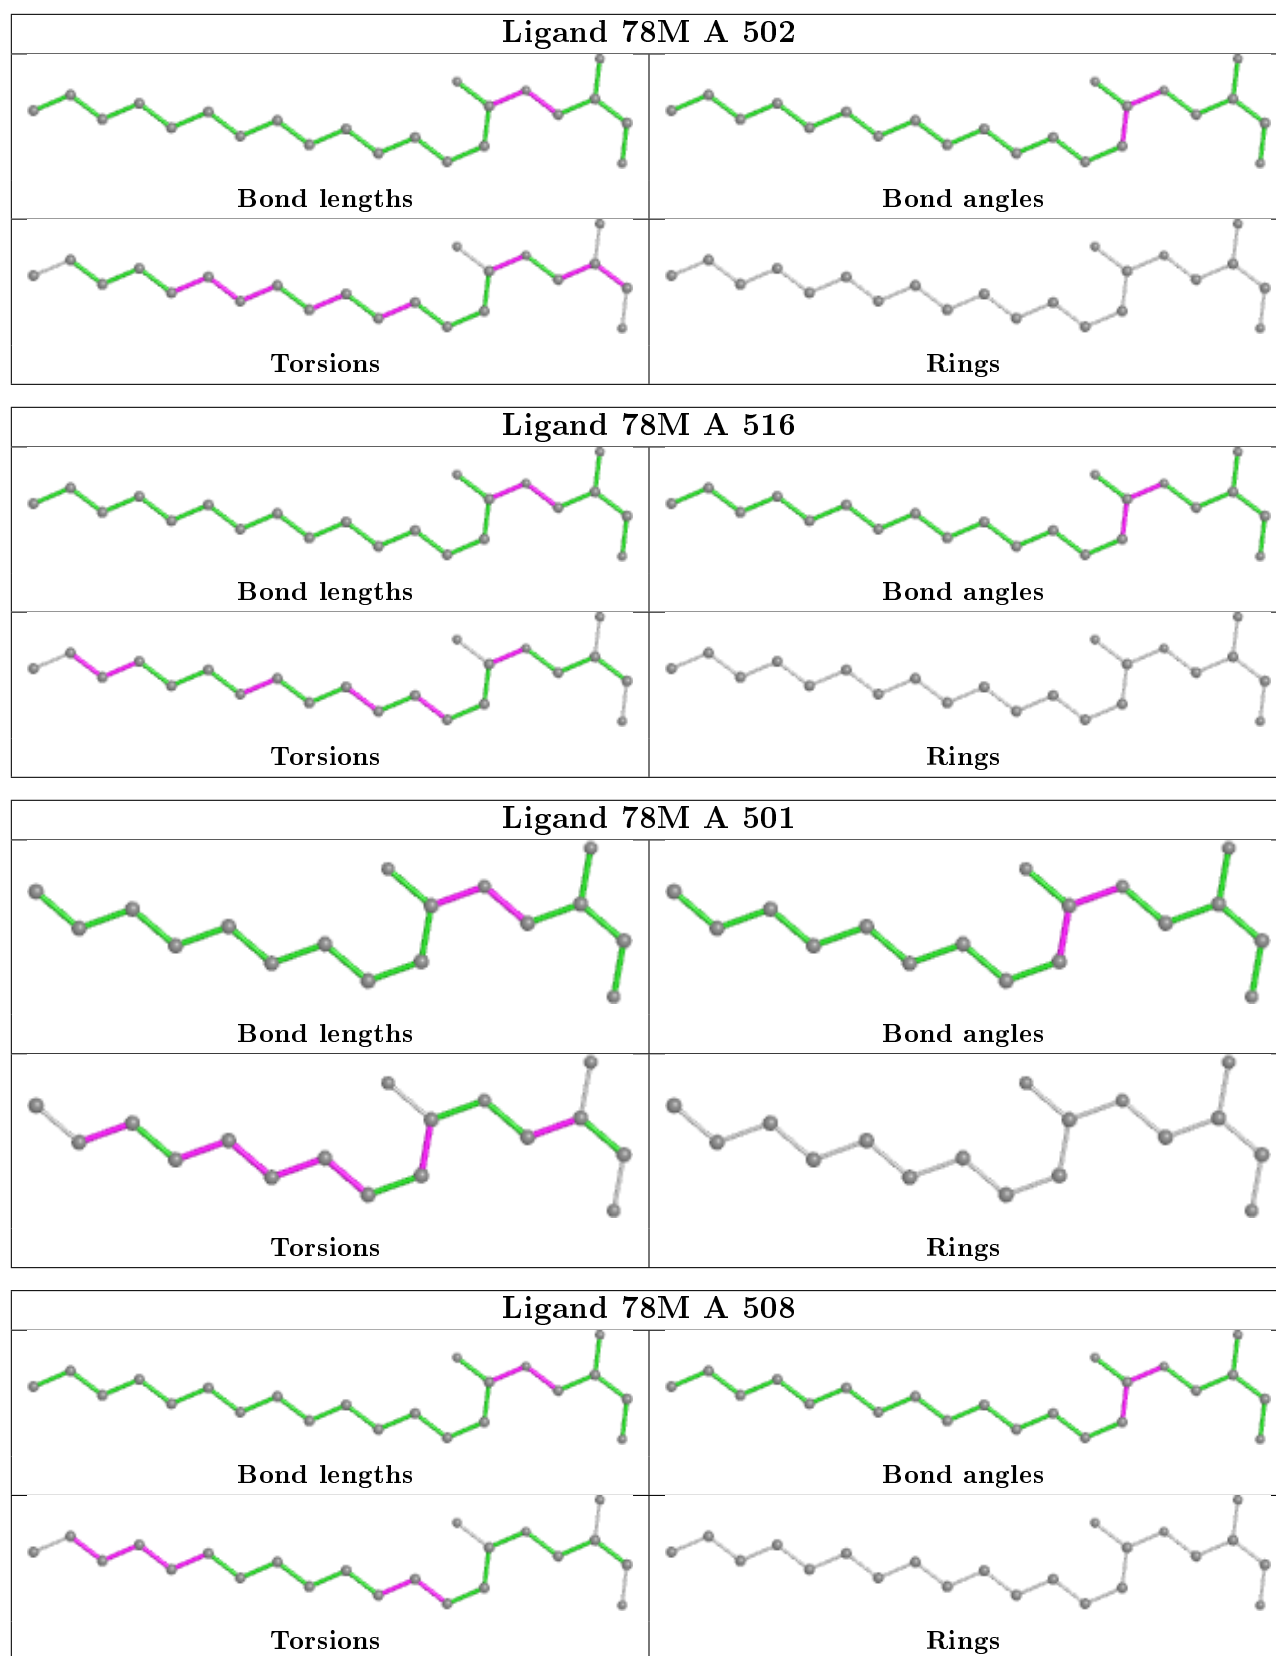 Ligand 78M A 502
Bond lengths
Bond angles
Torsions
Rings
Ligand 78M A 516
Bond lengths
Bond angles
Torsions
Rings
Ligand 78M A 501
Bond lengths
Bond angles
Torsions
Rings
Ligand 78M A 508
Bond lengths
Bond angles
Torsions
Rings